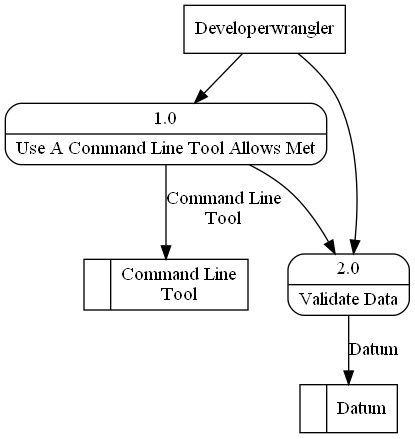 Developerwrangler
1.0
Use A Command Line Tool Allows Met
Command Line
Tool
Command Line
Tool
2.0
Validate Data
Datum
Datum